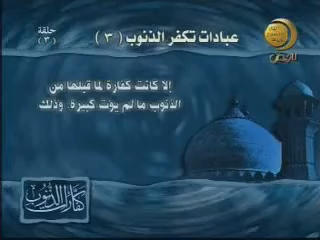 عبادات تكفر الذنوب ( ٣ )
حلقة
( ٣ )
إلا كانت كفارة لما قبلها من
الذنوب ما لم يؤت كبيرة، وذلك
كفارات الذنوب